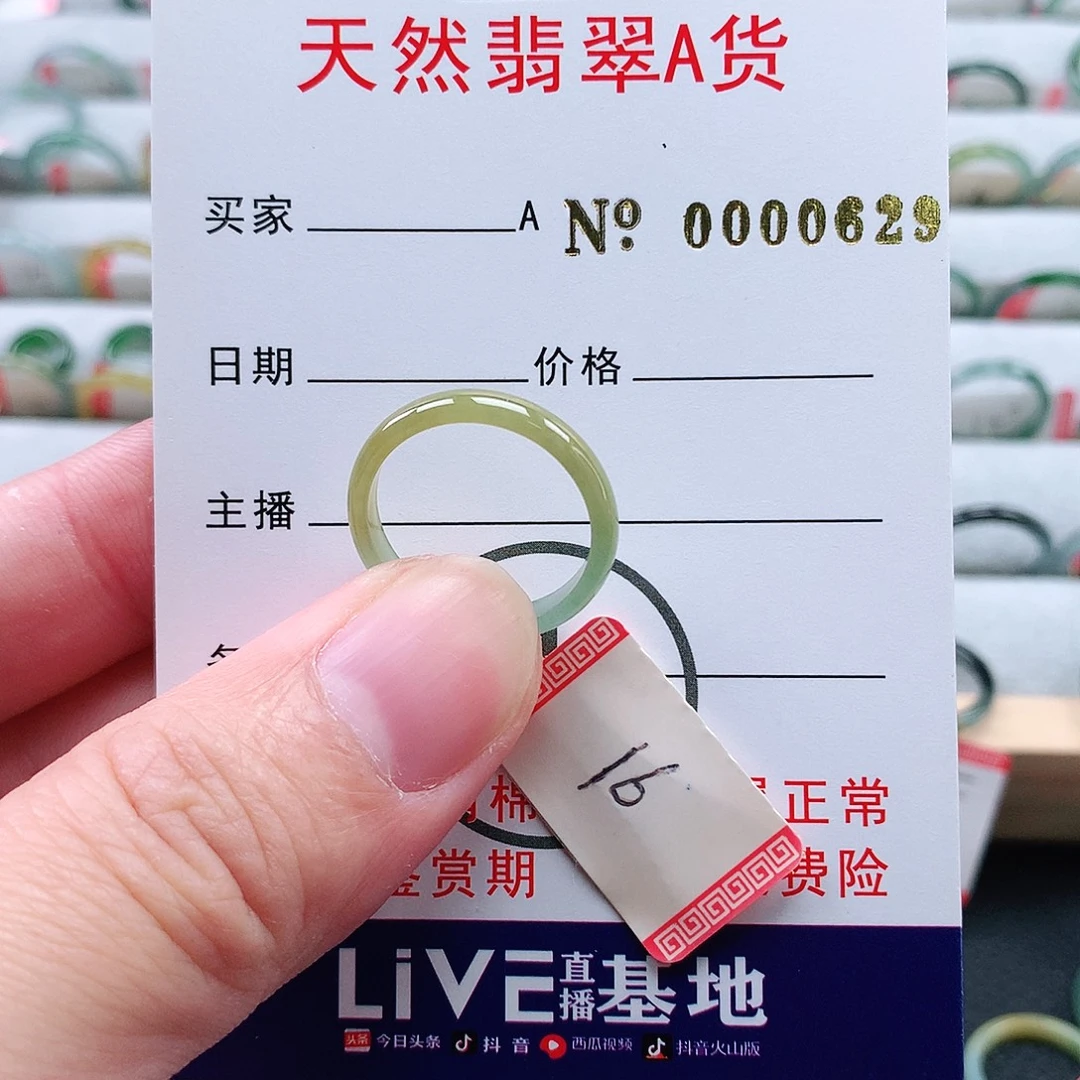 天然翡翠A货
买家 A Nº 0000629
日期 价格
主播
16
棉 正常
赏期 费险
LiVE直播基地
头条 今日头条 抖音 西瓜视频 抖音火山版